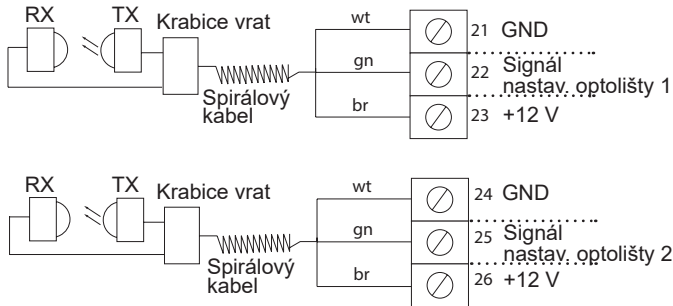 RX TX Krabice vrat wt 21 GND
gn 22 Signál
nastav. optolišty 1
Spirálový
kabel
br 23 +12 V
RX TX Krabice vrat wt 24 GND
gn 25 Signál
nastav. optolišty 2
Spirálový
kabel
br 26 +12 V